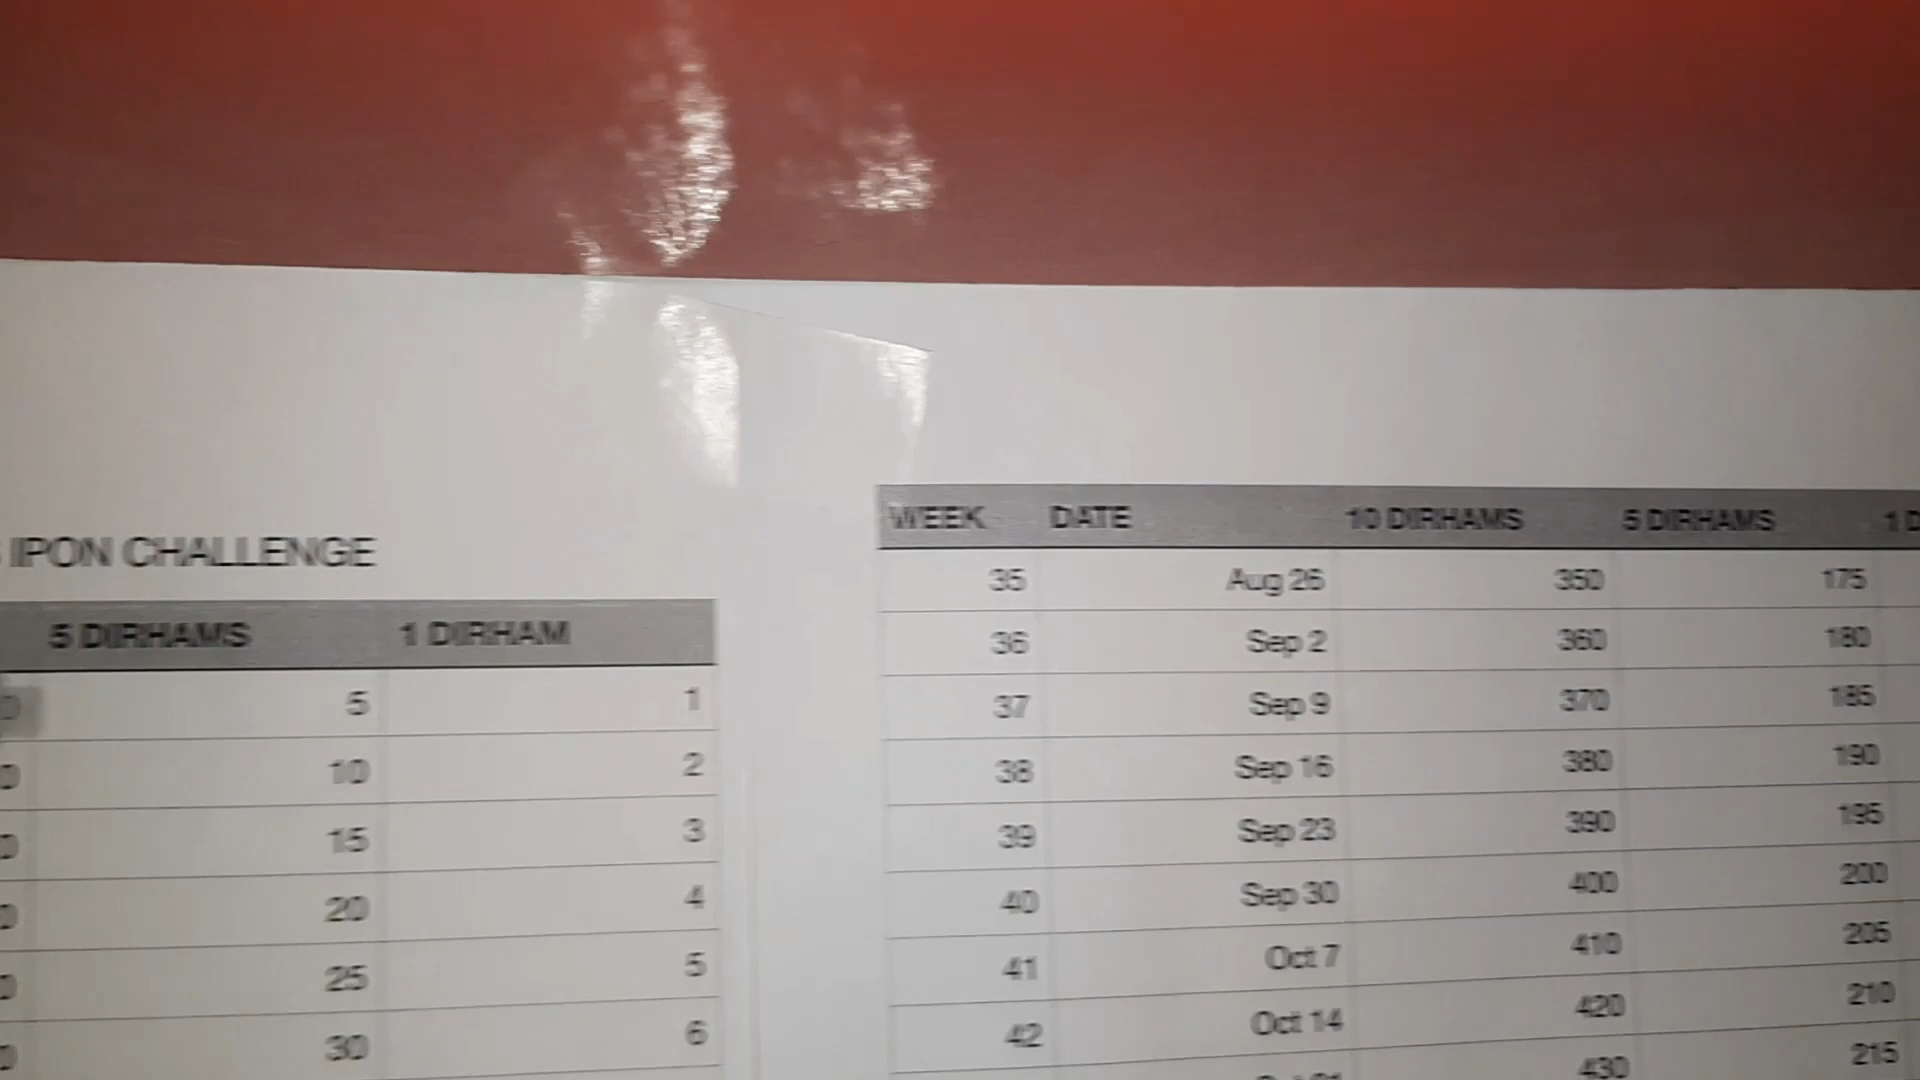 IPON CHALLENGE
5 DIRHAMS 1 DIRHAM
5 1
10 2
15 3
20 4
25 5
30 6
WEEK DATE 10 DIRHAMS 5 DIRHAMS
35 Aug 26 350 175
36 Sep 2 360 180
37 Sep 9 370 185
38 Sep 16 380 190
39 Sep 23 390 195
40 Sep 30 400 200
41 Oct 7 410 205
42 Oct 14 420 210
430 215